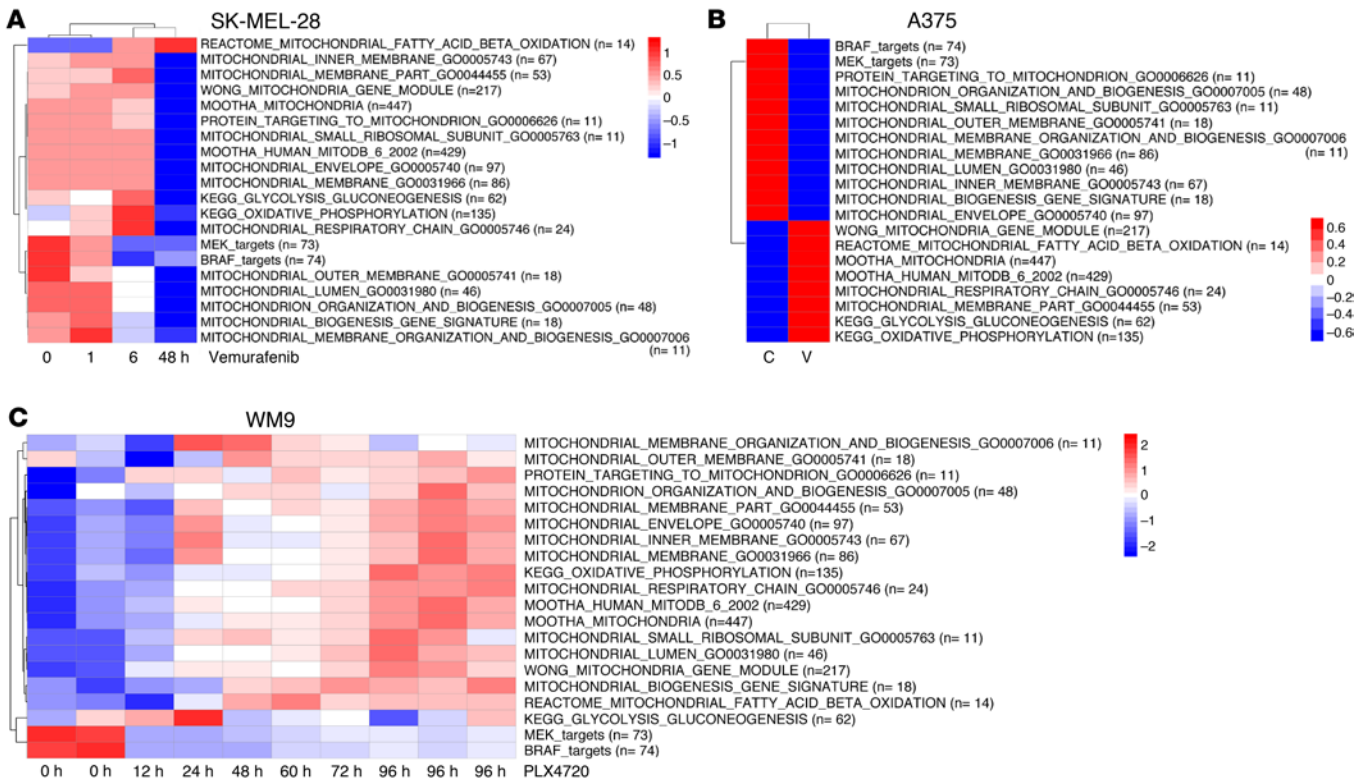 A
SK-MEL-28
REACTOME_MITOCHONDRIAL_FATTY_ACID_BETA_OXIDATION (n= 14)
MITOCHONDRIAL_INNER_MEMBRANE_GO0005743 (n= 67)
MITOCHONDRIAL_MEMBRANE_PART_GO0044455 (n= 53)
WONG_MITOCHONDRIA_GENE_MODULE (n=217)
MOOTHA_MITOCHONDRIA (n=447)
PROTEIN_TARGETING_TO_MITOCHONDRION_GO0006626 (n= 11)
MITOCHONDRIAL_SMALL_RIBOSOMAL_SUBUNIT_GO0005763 (n= 11)
MOOTHA_HUMAN_MITODB_6_2002 (n=429)
MITOCHONDRIAL_ENVELOPE_GO0005740 (n= 97)
MITOCHONDRIAL_MEMBRANE_GO0031966 (n= 86)
KEGG_GLYCOLYSIS_GLUCONEOGENESIS (n= 62)
KEGG_OXIDATIVE_PHOSPHORYLATION (n=135)
MITOCHONDRIAL_RESPIRATORY_CHAIN_GO0005746 (n= 24)
MEK_targets (n= 73)
BRAF_targets (n= 74)
MITOCHONDRIAL_OUTER_MEMBRANE_GO0005741 (n= 18)
MITOCHONDRIAL_LUMEN_GO0031980 (n= 46)
MITOCHONDRION_ORGANIZATION_AND_BIOGENESIS_GO0007005 (n= 48)
MITOCHONDRIAL_BIOGENESIS_GENE_SIGNATURE (n= 18)
MITOCHONDRIAL_MEMBRANE_ORGANIZATION_AND_BIOGENESIS_GO0007006
(n= 11)
0 1 6 48 h Vemurafenib
1
0.5
0
−0.5
−1
B
A375
BRAF_targets (n= 74)
MEK_targets (n= 73)
PROTEIN_TARGETING_TO_MITOCHONDRION_GO0006626 (n= 11)
MITOCHONDRION_ORGANIZATION_AND_BIOGENESIS_GO0007005 (n= 48)
MITOCHONDRIAL_SMALL_RIBOSOMAL_SUBUNIT_GO0005763 (n= 11)
MITOCHONDRIAL_OUTER_MEMBRANE_GO0005741 (n= 18)
MITOCHONDRIAL_MEMBRANE_ORGANIZATION_AND_BIOGENESIS_GO0007006
(n= 11)
MITOCHONDRIAL_MEMBRANE_GO0031966 (n= 86)
MITOCHONDRIAL_LUMEN_GO0031980 (n= 46)
MITOCHONDRIAL_INNER_MEMBRANE_GO0005743 (n= 67)
MITOCHONDRIAL_BIOGENESIS_GENE_SIGNATURE (n= 18)
MITOCHONDRIAL_ENVELOPE_GO0005740 (n= 97)
WONG_MITOCHONDRIA_GENE_MODULE (n=217)
REACTOME_MITOCHONDRIAL_FATTY_ACID_BETA_OXIDATION (n= 14)
MOOTHA_MITOCHONDRIA (n=447)
MOOTHA_HUMAN_MITODB_6_2002 (n=429)
MITOCHONDRIAL_RESPIRATORY_CHAIN_GO0005746 (n= 24)
MITOCHONDRIAL_MEMBRANE_PART_GO0044455 (n= 53)
KEGG_GLYCOLYSIS_GLUCONEOGENESIS (n= 62)
KEGG_OXIDATIVE_PHOSPHORYLATION (n=135)
C V
0.6
0.4
0.2
0
−0.2
−0.4
−0.6
C
WM9
MITOCHONDRIAL_MEMBRANE_ORGANIZATION_AND_BIOGENESIS_GO0007006 (n= 11)
MITOCHONDRIAL_OUTER_MEMBRANE_GO0005741 (n= 18)
PROTEIN_TARGETING_TO_MITOCHONDRION_GO0006626 (n= 11)
MITOCHONDRION_ORGANIZATION_AND_BIOGENESIS_GO0007005 (n= 48)
MITOCHONDRIAL_MEMBRANE_PART_GO0044455 (n= 53)
MITOCHONDRIAL_ENVELOPE_GO0005740 (n= 97)
MITOCHONDRIAL_INNER_MEMBRANE_GO0005743 (n= 67)
MITOCHONDRIAL_MEMBRANE_GO0031966 (n= 86)
KEGG_OXIDATIVE_PHOSPHORYLATION (n=135)
MITOCHONDRIAL_RESPIRATORY_CHAIN_GO0005746 (n= 24)
MOOTHA_HUMAN_MITODB_6_2002 (n=429)
MOOTHA_MITOCHONDRIA (n=447)
MITOCHONDRIAL_SMALL_RIBOSOMAL_SUBUNIT_GO0005763 (n= 11)
MITOCHONDRIAL_LUMEN_GO0031980 (n= 46)
WONG_MITOCHONDRIA_GENE_MODULE (n=217)
MITOCHONDRIAL_BIOGENESIS_GENE_SIGNATURE (n= 18)
REACTOME_MITOCHONDRIAL_FATTY_ACID_BETA_OXIDATION (n= 14)
KEGG_GLYCOLYSIS_GLUCONEOGENESIS (n= 62)
MEK_targets (n= 73)
BRAF_targets (n= 74)
0 h 0 h 12 h 24 h 48 h 60 h 72 h 96 h 96 h 96 h PLX4720
2
1
0
−1
−2